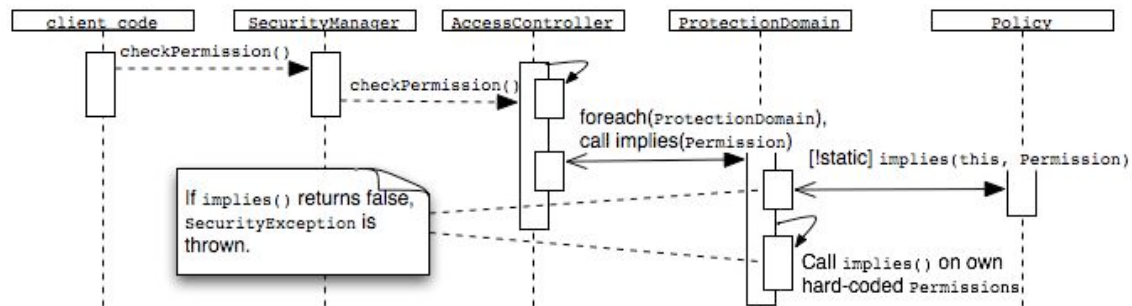 client code
SecurityManager
AccessController
ProtectionDomain
Policy
checkPermission()
checkPermission()
foreach(ProtectionDomain),
call implies(Permission)
[!static] implies(this, Permission)
If implies() returns false,
SecurityException is
thrown.
Call implies() on own
hard-coded Permissions